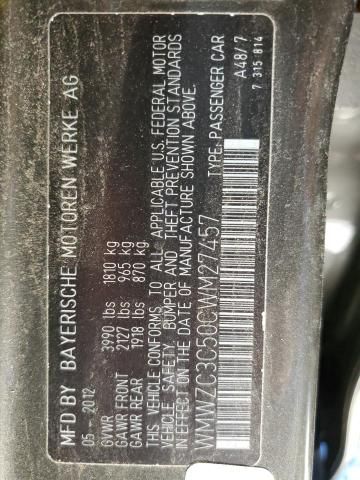 MFD BY BAYERISCHE MOTOREN WERKE AG
05 - 2012
GVWR 3990 lbs 1810 kg
GAWR FRONT 2127 lbs 965 kg
GAWR REAR 1918 lbs 870 kg
THIS VEHICLE CONFORMS TO ALL APPLICABLE U.S. FEDERAL MOTOR
VEHICLE SAFETY, BUMPER AND THEFT PREVENTION STANDARDS
IN EFFECT ON THE DATE OF MANUFACTURE SHOWN ABOVE.
WMWZC3C50CWM27457 TYPE: PASSENGER CAR
A48/7
7 315 814